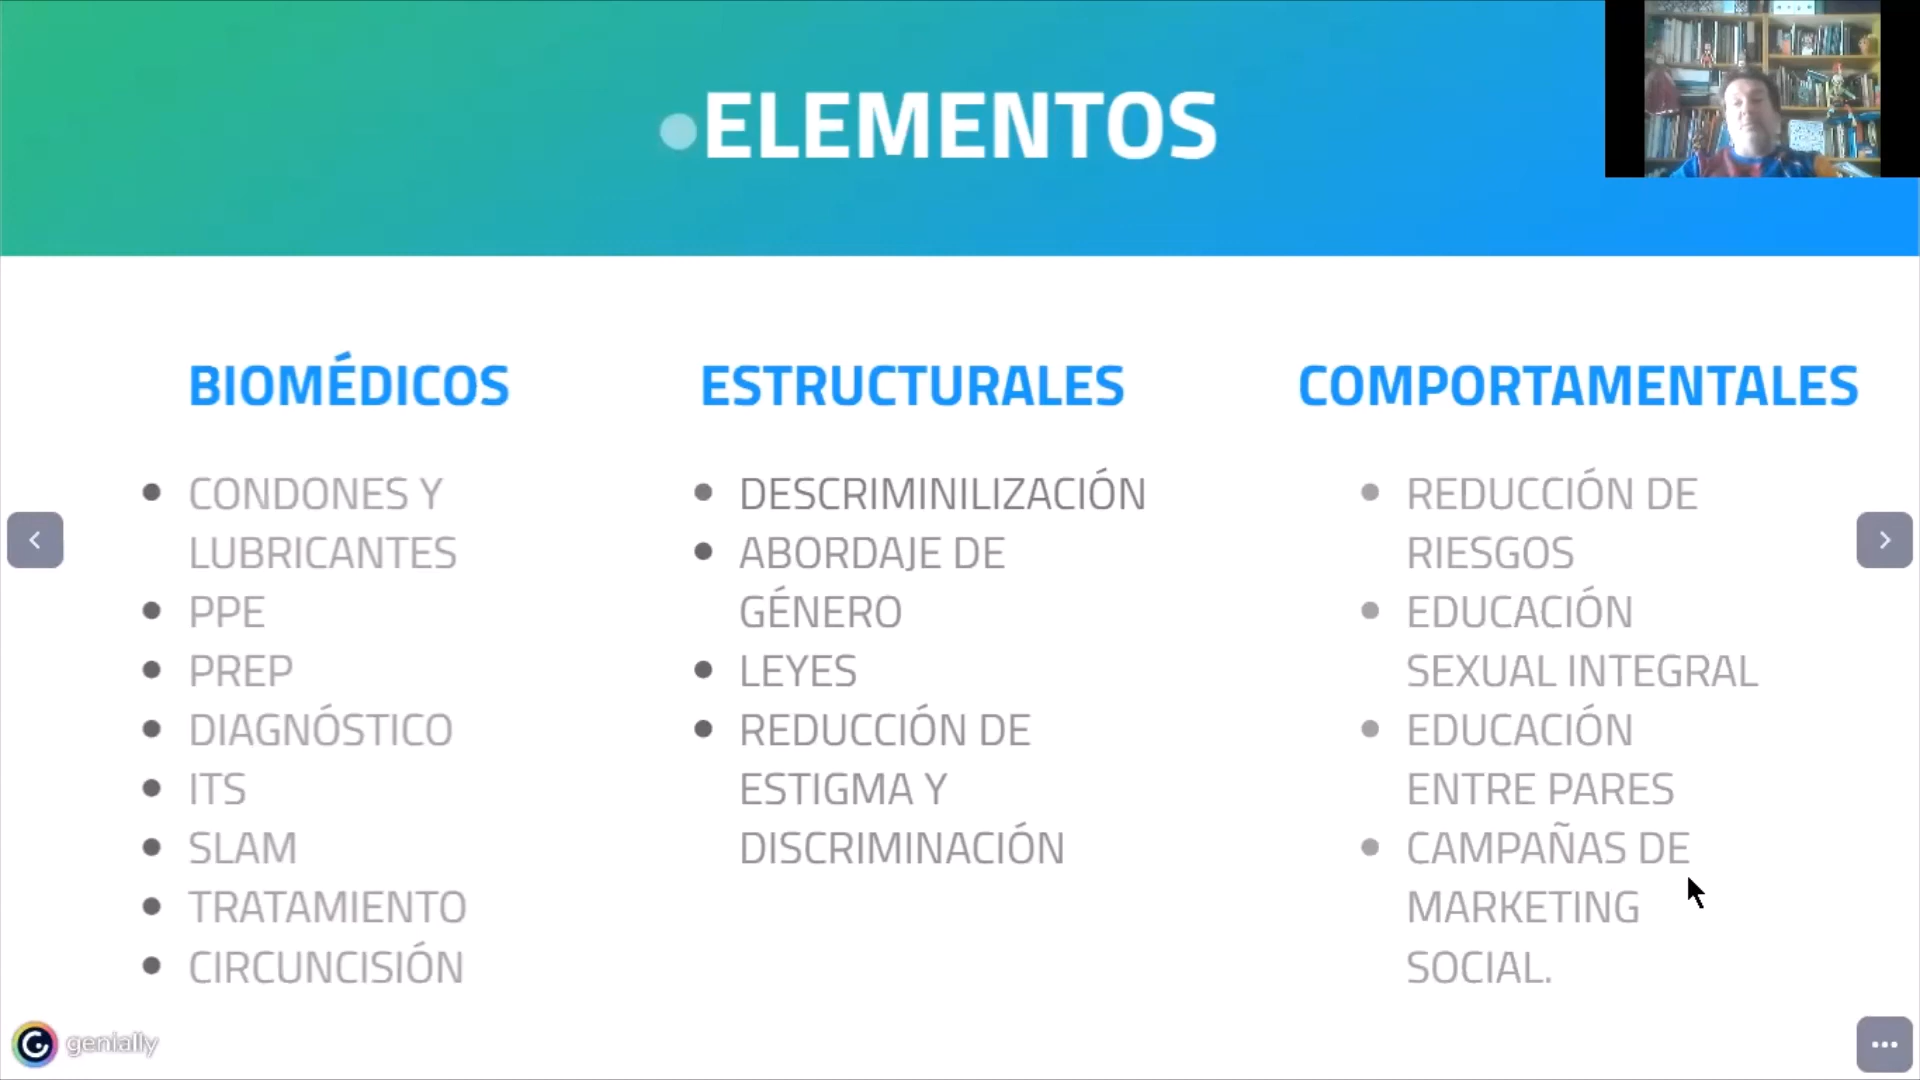 ELEMENTOS
BIOMÉDICOS
CONDONES Y
LUBRICANTES
PPE
PREP
DIAGNÓSTICO
ITS
SLAM
TRATAMIENTO
CIRCUNCISIÓN
ESTRUCTURALES
DESCRIMINILIZACIÓN
ABORDAJE DE
GÉNERO
LEYES
REDUCCIÓN DE
ESTIGMA Y
DISCRIMINACIÓN
COMPORTAMENTALES
REDUCCIÓN DE
RIESGOS
EDUCACIÓN
SEXUAL INTEGRAL
EDUCACIÓN
ENTRE PARES
CAMPAÑAS DE
MARKETING
SOCIAL.
genially